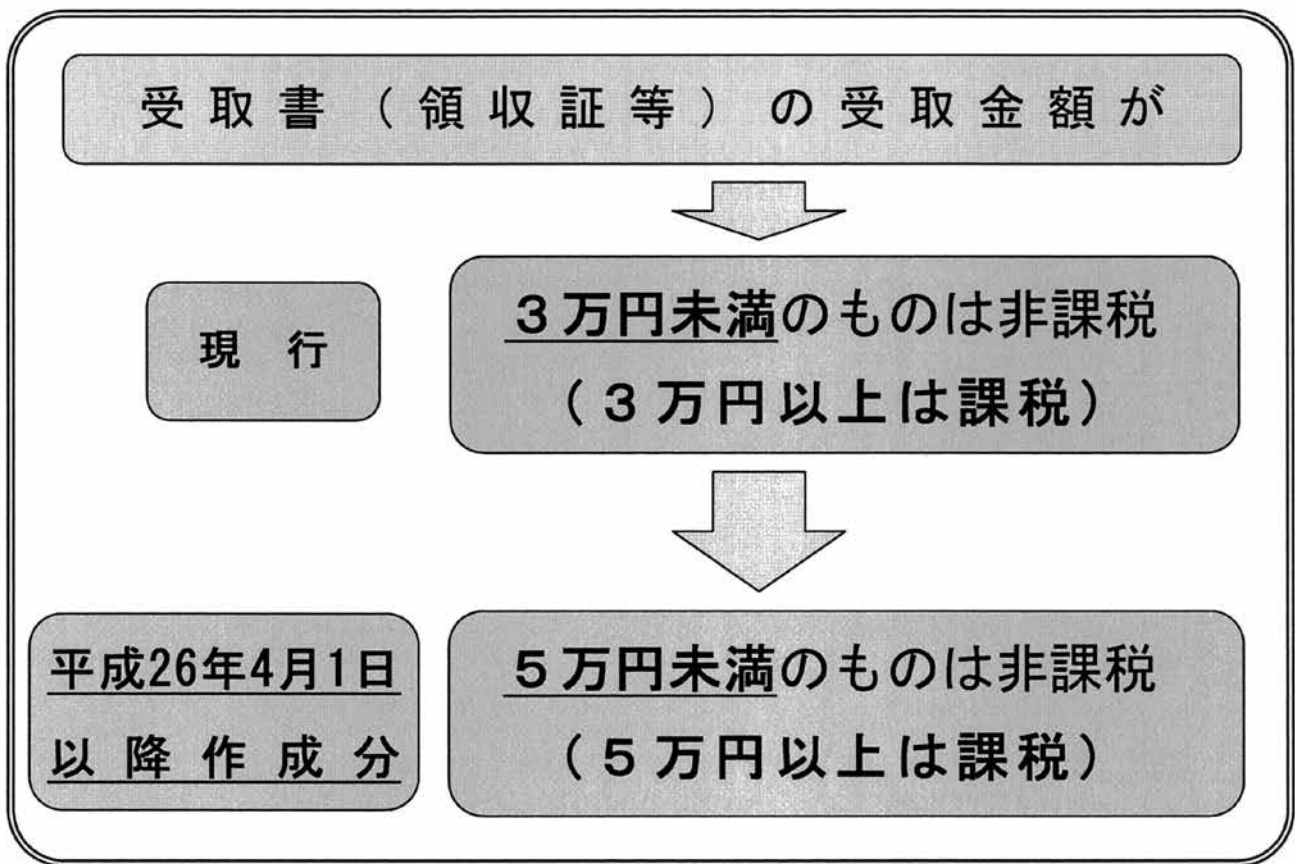 受取書(領収証等)の受取金額が
現行
3万円未満のものは非課税
(3万円以上は課税)
平成26年4月1日
以降作成分
5万円未満のものは非課税
(5万円以上は課税)